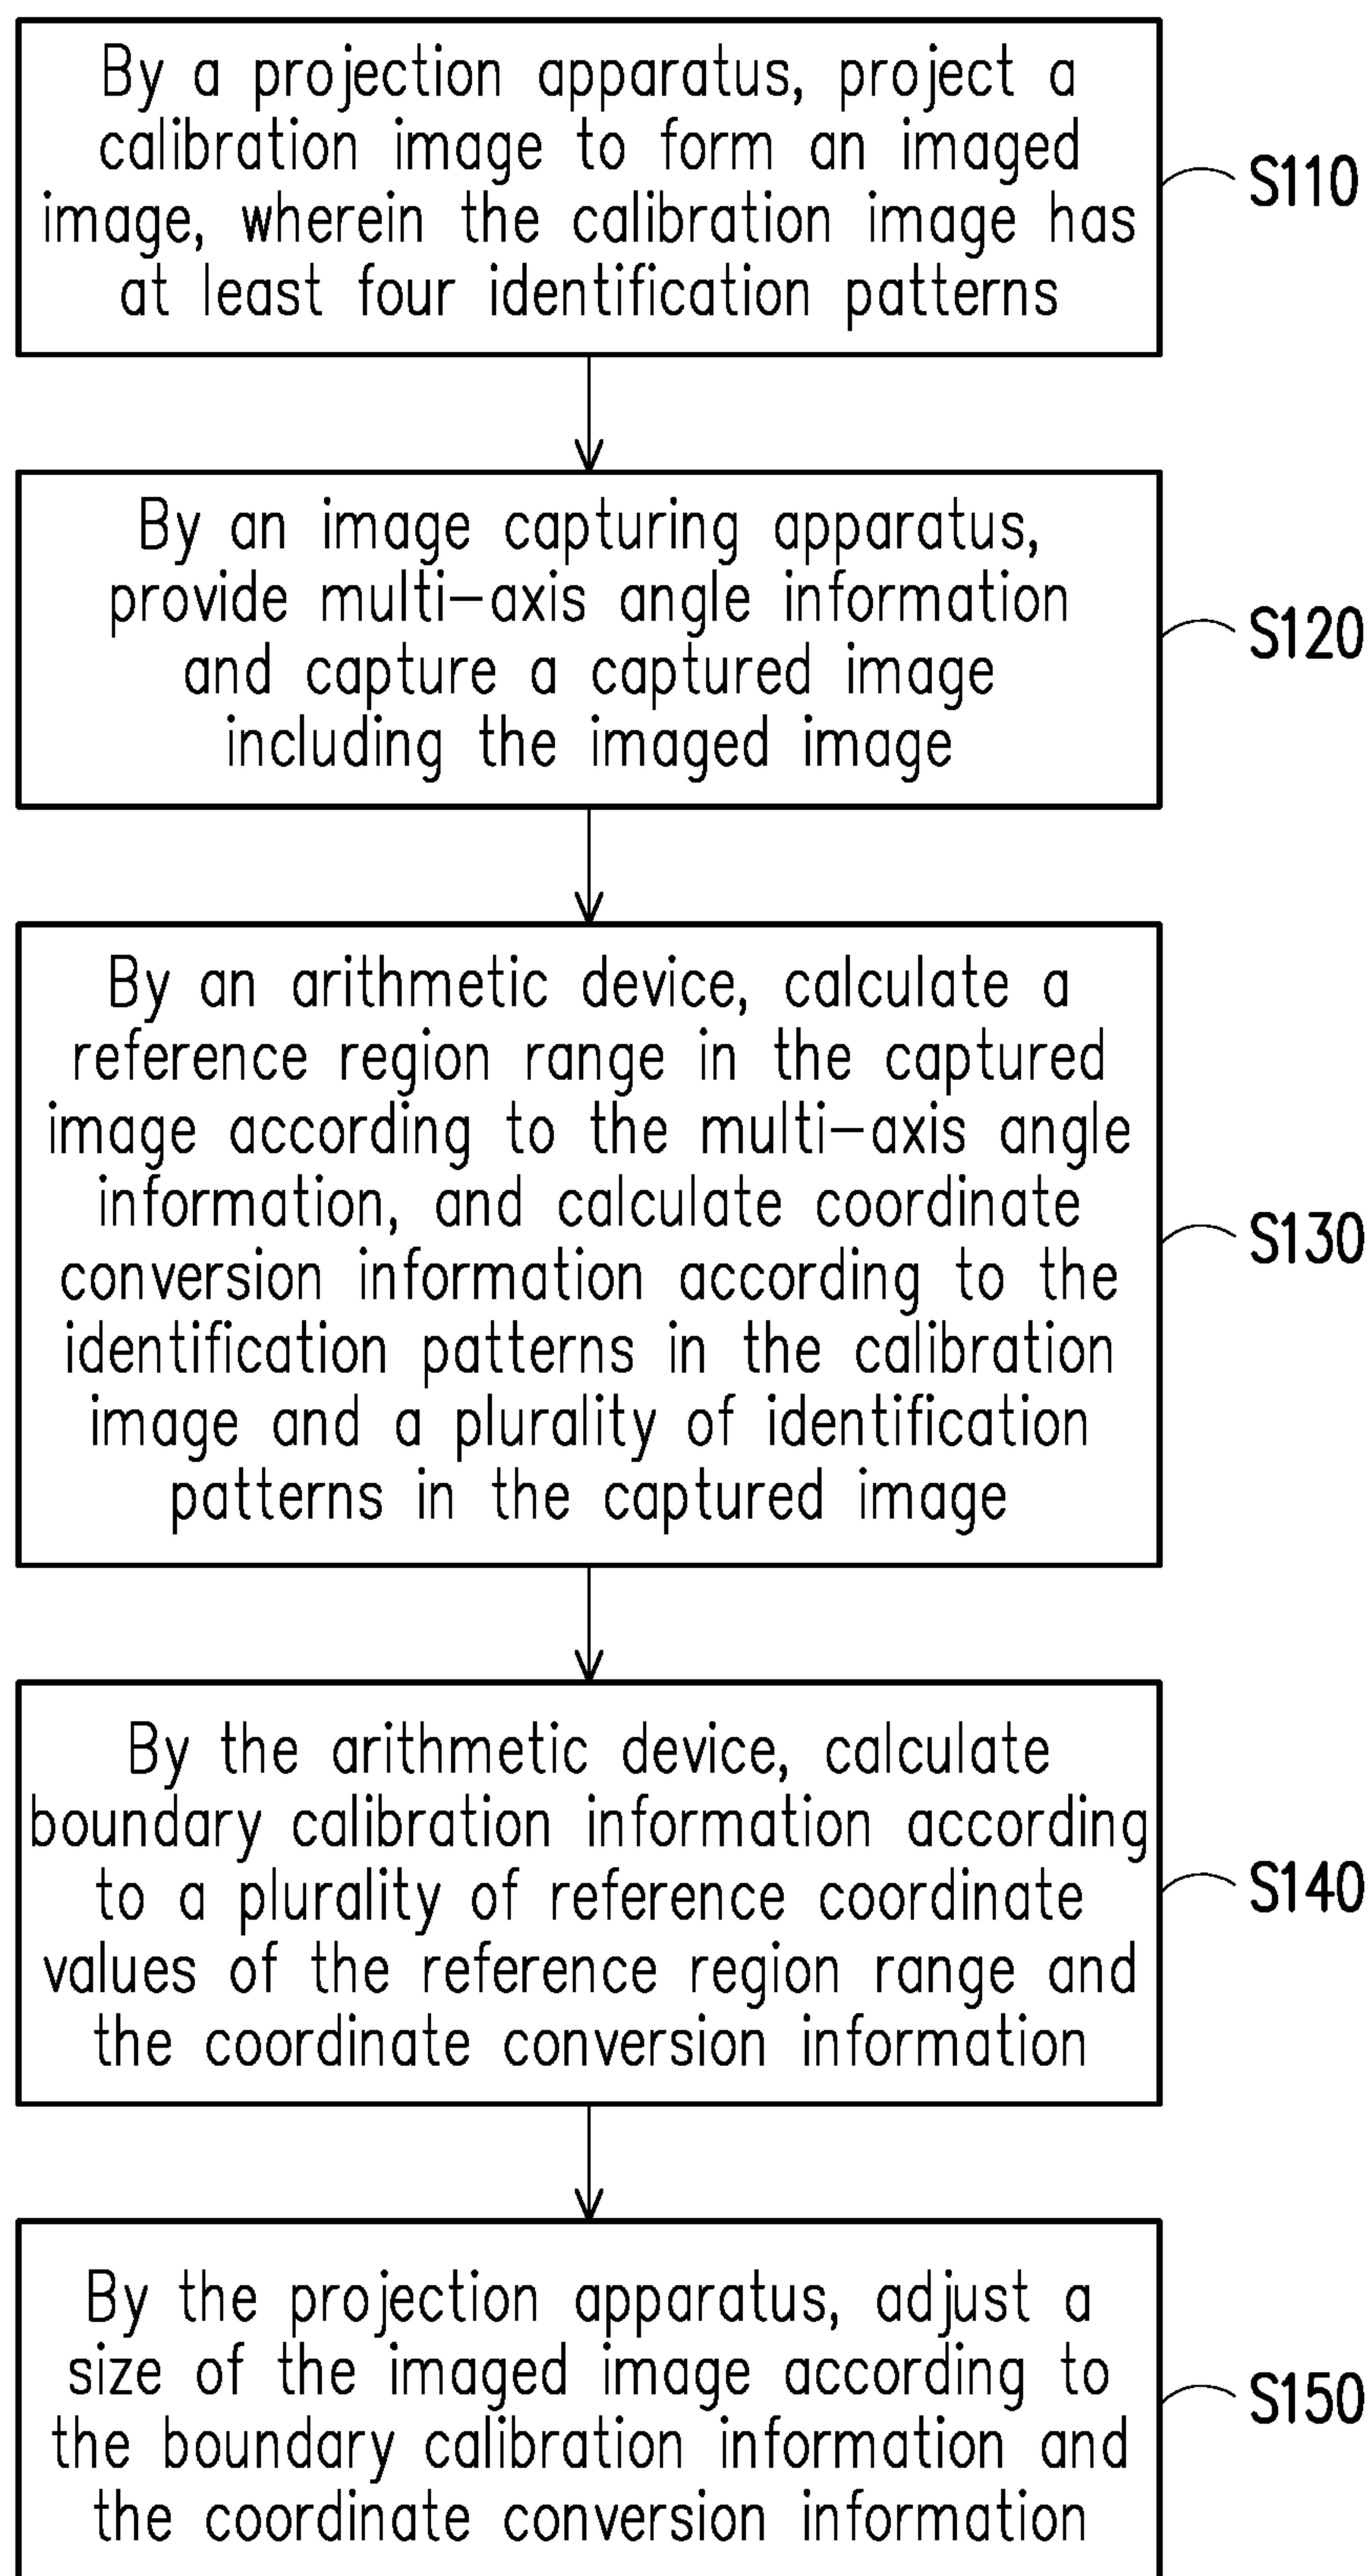 By a projection apparatus, project a
calibration image to form an imaged
image, wherein the calibration image has
at least four identification patterns
S110
By an image capturing apparatus,
provide multi-axis angle information
and capture a captured image
including the imaged image
S120
By an arithmetic device, calculate a
reference region range in the captured
image according to the multi-axis angle
information, and calculate coordinate
conversion information according to the
identification patterns in the calibration
image and a plurality of identification
patterns in the captured image
S130
By the arithmetic device, calculate
boundary calibration information according
to a plurality of reference coordinate
values of the reference region range and
the coordinate conversion information
S140
By the projection apparatus, adjust a
size of the imaged image according to
the boundary calibration information and
the coordinate conversion information
S150